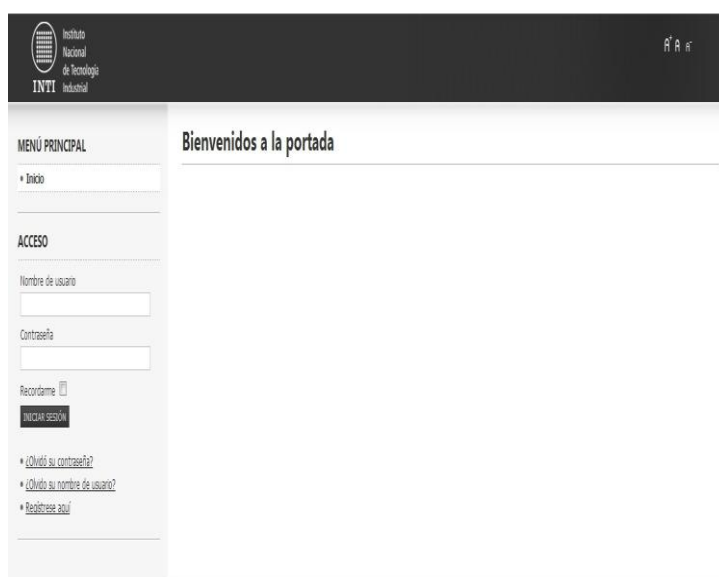 Instituto
Nacional
de Tecnología
INTI Industrial
A+ A A-
MENÚ PRINCIPAL
Inicio
Bienvenidos a la portada
ACCESO
Nombre de usuario
Contraseña
Recordarme
INICIAR SESIÓN
¿Olvidó su contraseña?
¿Olvido su nombre de usuario?
Regístrese aquí